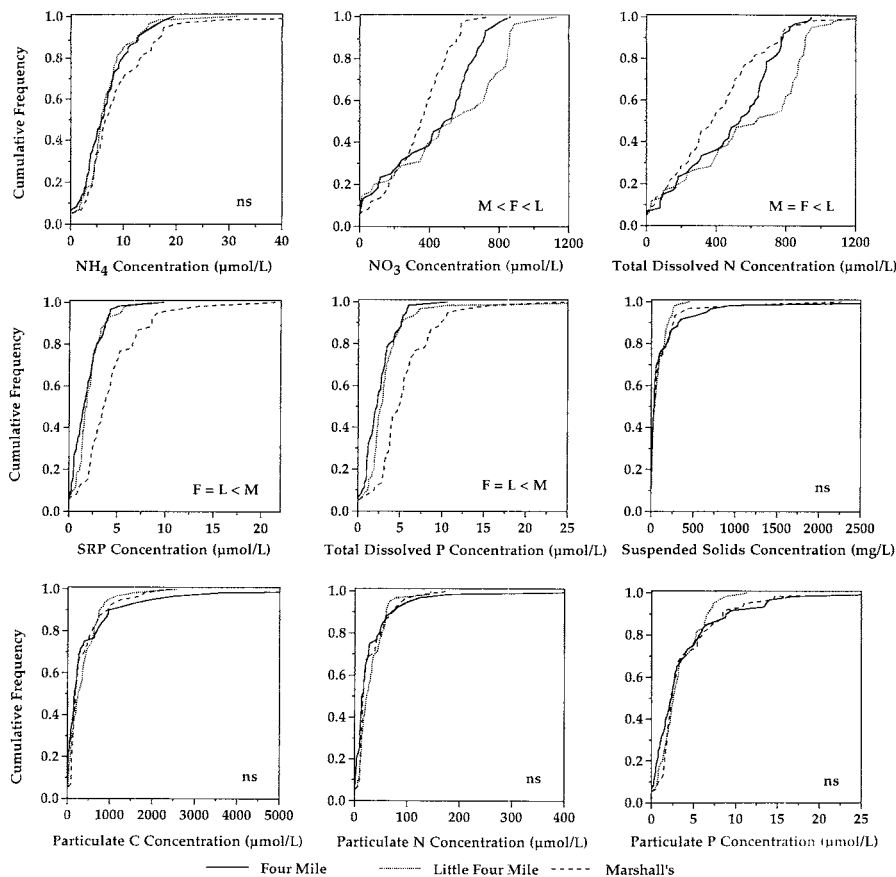 Cumulative Frequency
1.0
0.8
0.6
0.4
0.2
0.0
0 10 20 30 40
ns
NH4 Concentration (µmol/L)
1.0
0.8
0.6
0.4
0.2
0.0
0 400 800 1200
M < F < L
NO3 Concentration (µmol/L)
1.0
0.8
0.6
0.4
0.2
0.0
0 400 800 1200
M = F < L
Total Dissolved N Concentration (µmol/L)
Cumulative Frequency
1.0
0.8
0.6
0.4
0.2
0.0
0 5 10 15 20
F = L < M
SRP Concentration (µmol/L)
1.0
0.8
0.6
0.4
0.2
0.0
0 5 10 15 20 25
F = L < M
Total Dissolved P Concentration (µmol/L)
1.0
0.8
0.6
0.4
0.2
0.0
0 500 1000 1500 2000 2500
ns
Suspended Solids Concentration (mg/L)
Cumulative Frequency
1.0
0.8
0.6
0.4
0.2
0.0
0 1000 2000 3000 4000 5000
ns
Particulate C Concentration (µmol/L)
1.0
0.8
0.6
0.4
0.2
0.0
0 100 200 300 400
ns
Particulate N Concentration (µmol/L)
1.0
0.8
0.6
0.4
0.2
0.0
0 5 10 15 20 25
ns
Particulate P Concentration (µmol/L)
Four Mile Little Four Mile Marshall's